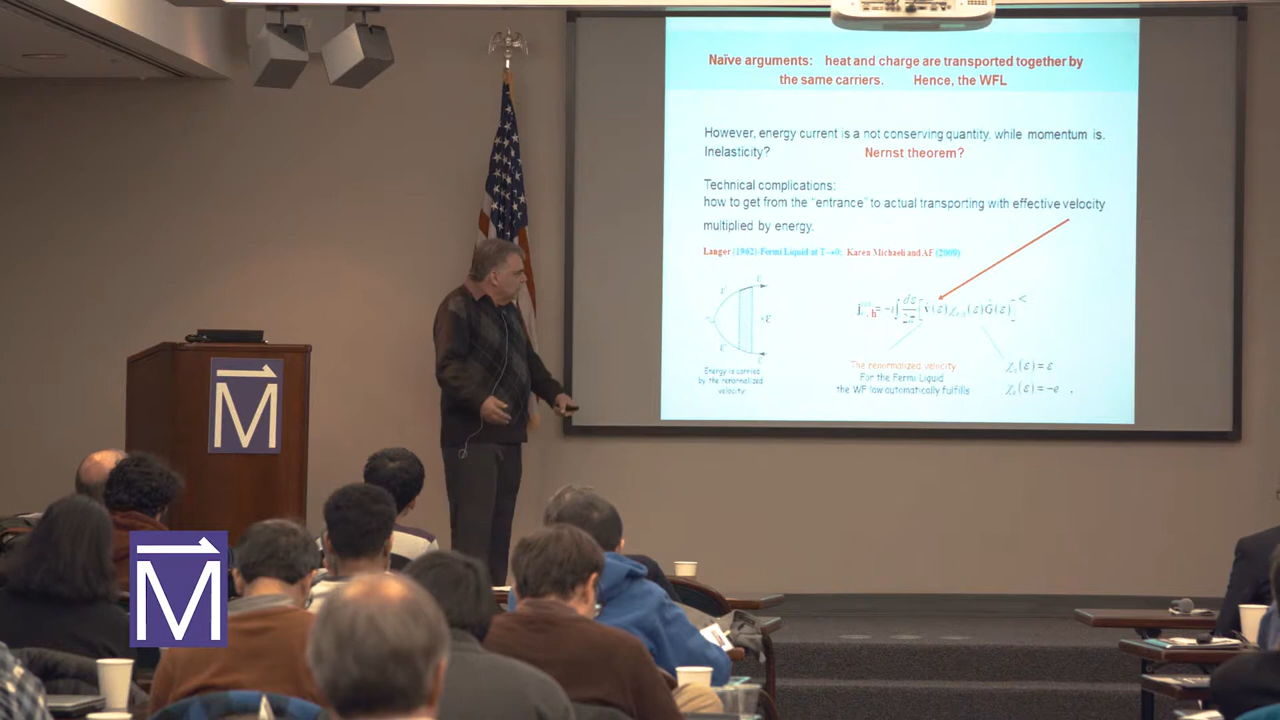 Naïve arguments: heat and charge are transported together by
the same carriers. Hence, the WFL
However, energy current is a not conserving quantity, while momentum is.
Inelasticity? Nernst theorem?
Technical complications:
how to get from the "entrance" to actual transporting with effective velocity
multiplied by energy.
Langer (1962)-Fermi Liquid at T→0; Karen Michaeli and AF (2009)
Energy is carried
by the renormalized
velocity:
The renormalized velocity
For the Fermi Liquid
the WF law automatically fulfills
(ε) = ε
(ε) = -e ,
M
M